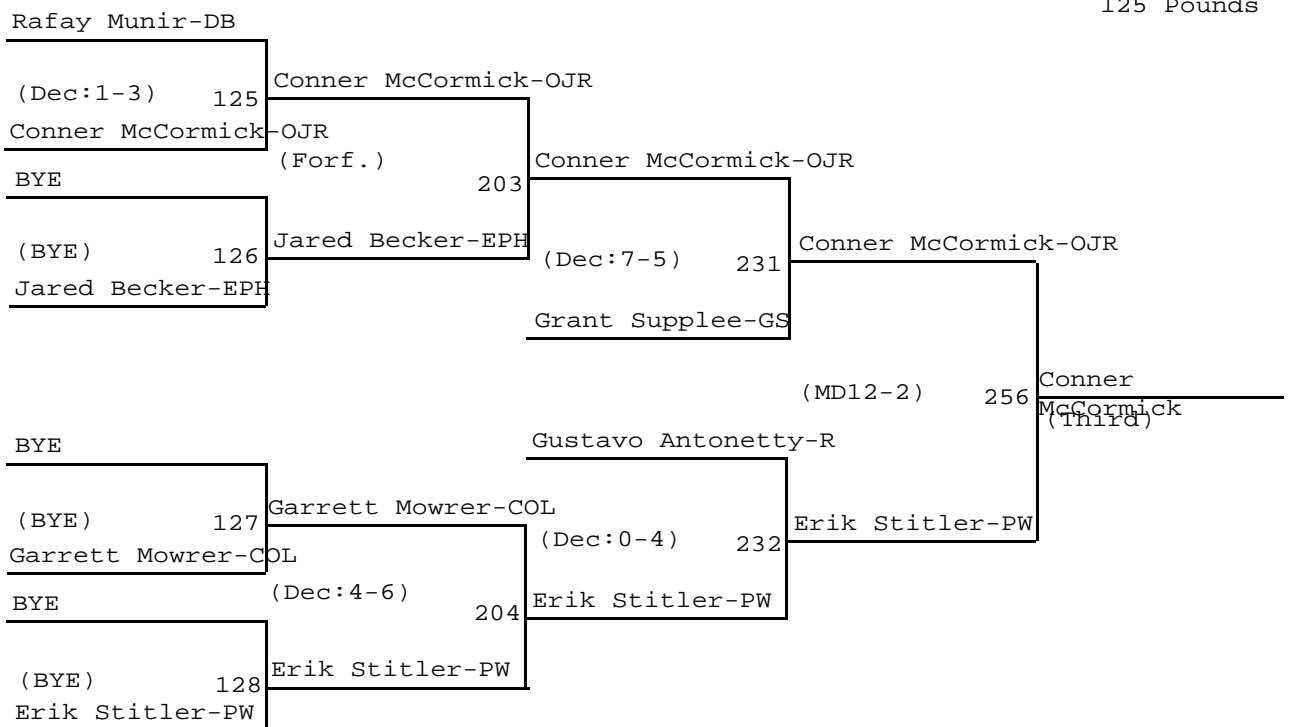 125 Pounds
Rafay Munir-DB
Conner McCormick-OJR
(Dec:1-3) 125
Conner McCormick-OJR
(Forf.)
Conner McCormick-OJR
BYE
203
Jared Becker-EPH
Conner McCormick-OJR
(BYE) 126
(Dec:7-5) 231
Jared Becker-EPH
Grant Supplee-GS
Conner
(MD12-2) 256
McCormick
(Third)
Gustavo Antonetty-R
BYE
Garrett Mowrer-COL
(BYE) 127
Erik Stitler-PW
(Dec:0-4) 232
Garrett Mowrer-COL
(Dec:4-6)
Erik Stitler-PW
BYE
204
Erik Stitler-PW
(BYE) 128
Erik Stitler-PW